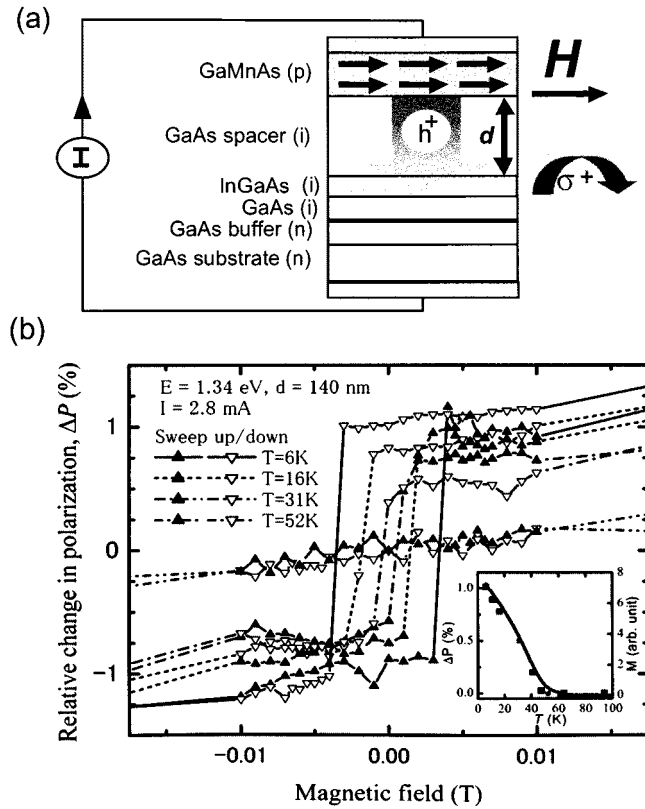 (a)
GaMnAs (p)
H
GaAs spacer (i)
h+
d
I
InGaAs (i)
σ+
GaAs (i)
GaAs buffer (n)
GaAs substrate (n)
(b)
E = 1.34 eV, d = 140 nm
I = 2.8 mA
Sweep up/down
T=6K
T=16K
T=31K
T=52K
Relative change in polarization, ΔP (%)
1
0
−1
−0.01
0.00
0.01
Magnetic field (T)
ΔP (%)
1.0
0.5
0.0
8
6
4
2
0
M (arb. unit)
0 20 40 60 80 100
T (K)